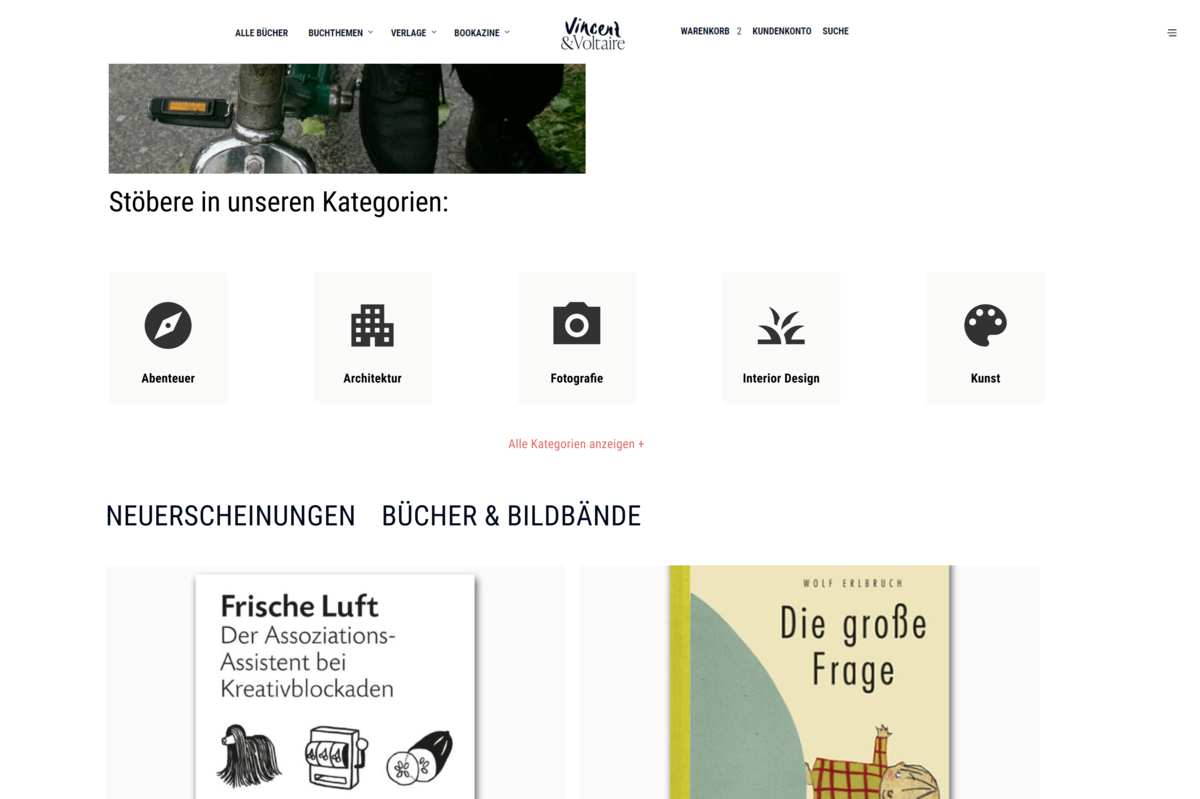 ALLE BÜCHER
BUCHTHEMEN
VERLAGE
BOOKAZINE
Vincent
&Voltaire
WARENKORB 2
KUNDENKONTO
SUCHE
Stöbere in unseren Kategorien:
Abenteuer
Architektur
Fotografie
Interior Design
Kunst
Alle Kategorien anzeigen +
NEUERSCHEINUNGEN
BÜCHER & BILDBÄNDE
Frische Luft
Der Assoziations-
Assistent bei
Kreativblockaden
WOLF ERLBRUCH
Die große
Frage